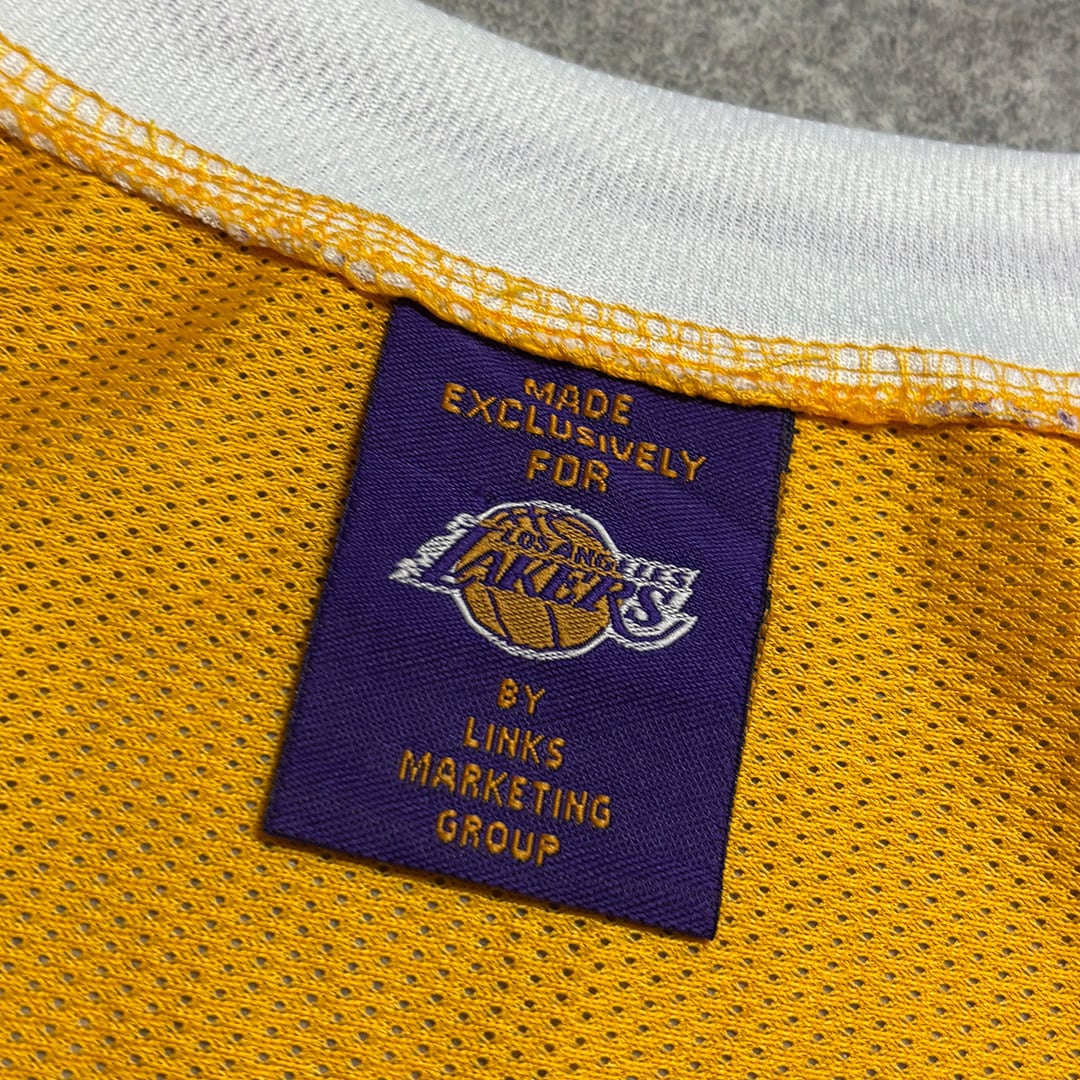 MADE
EXCLUSIVELY
FOR
LOS ANGELES
LAKERS
BY
LINKS
MARKETING
GROUP